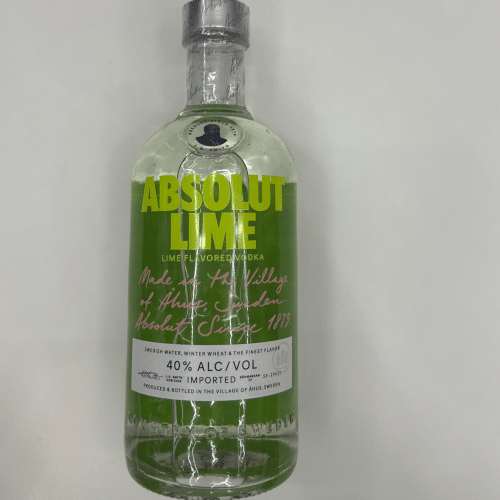 ABSOLUT
LIME
LIME FLAVORED VODKA
Made in the Village
of Åhus, Sweden
Absolut Since 1879
SWEDISH WATER, WINTER WHEAT & THE FINEST FLAVOR
40% ALC/VOL
IMPORTED
PRODUCED & BOTTLED IN THE VILLAGE OF ÅHUS, SWEDEN